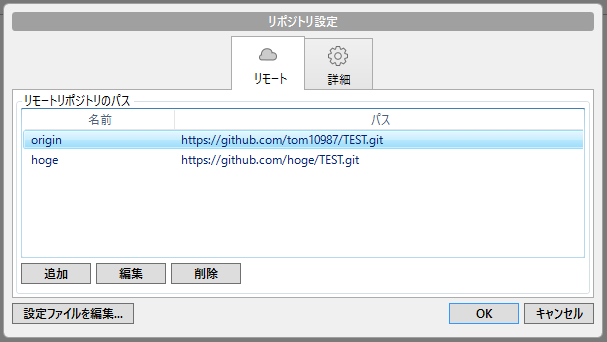 リポジトリ設定
リモート
詳細
リモートリポジトリのパス
名前 パス
origin https://github.com/tom10987/TEST.git
hoge https://github.com/hoge/TEST.git
追加 編集 削除
設定ファイルを編集... OK キャンセル